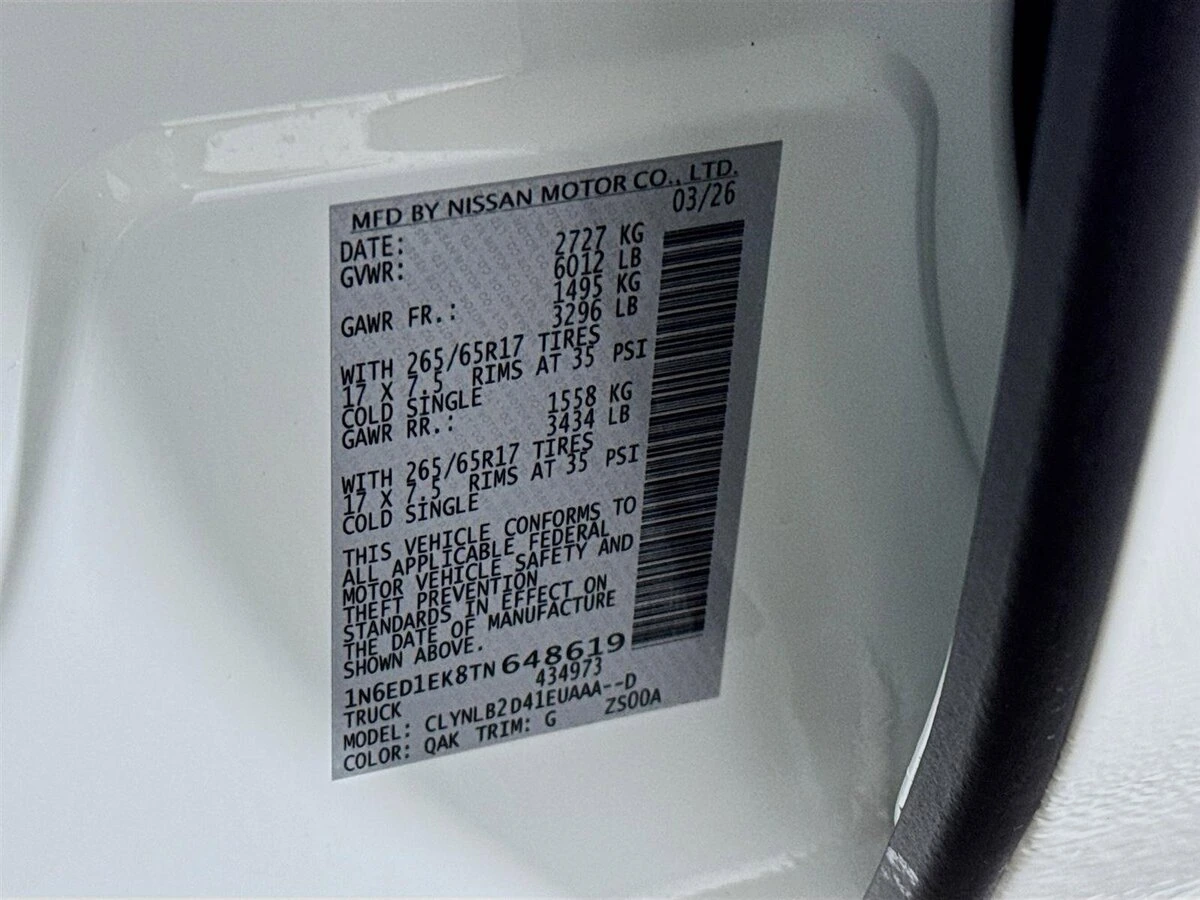 MFD BY NISSAN MOTOR CO., LTD.
DATE: 03/26
GVWR: 2727 KG
6012 LB
GAWR FR.: 1495 KG
3296 LB
WITH 265/65R17 TIRES
17 X 7.5 RIMS AT 35 PSI
COLD SINGLE
GAWR RR.: 1558 KG
3434 LB
WITH 265/65R17 TIRES
17 X 7.5 RIMS AT 35 PSI
COLD SINGLE
THIS VEHICLE CONFORMS TO
ALL APPLICABLE FEDERAL
MOTOR VEHICLE SAFETY AND
THEFT PREVENTION
STANDARDS IN EFFECT ON
THE DATE OF MANUFACTURE
SHOWN ABOVE.
1N6ED1EK8TN648619
TRUCK 434973
MODEL: CLYNLB2D41EUAAA--D
COLOR: QAK TRIM: G ZS00A